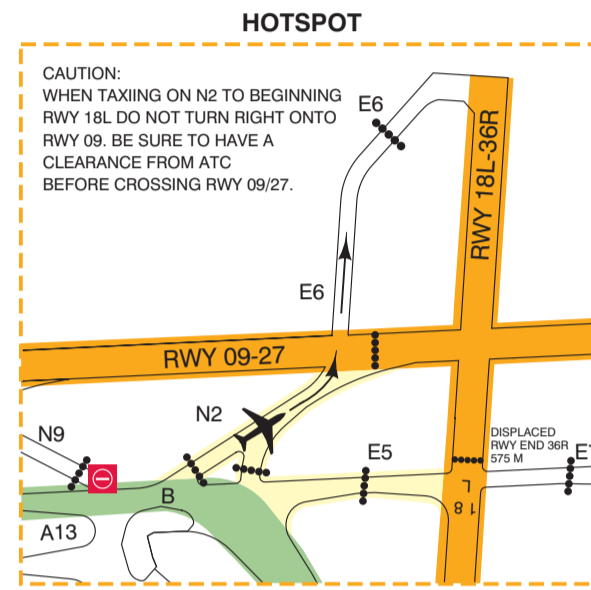 HOTSPOT
CAUTION:
WHEN TAXIING ON N2 TO BEGINNING
RWY 18L DO NOT TURN RIGHT ONTO
RWY 09. BE SURE TO HAVE A
CLEARANCE FROM ATC
BEFORE CROSSING RWY 09/27.
E6
RWY 18L-36R
E6
RWY 09-27
N2
N9
DISPLACED
RWY END 36R
575 M
E5
B
L
18
A13